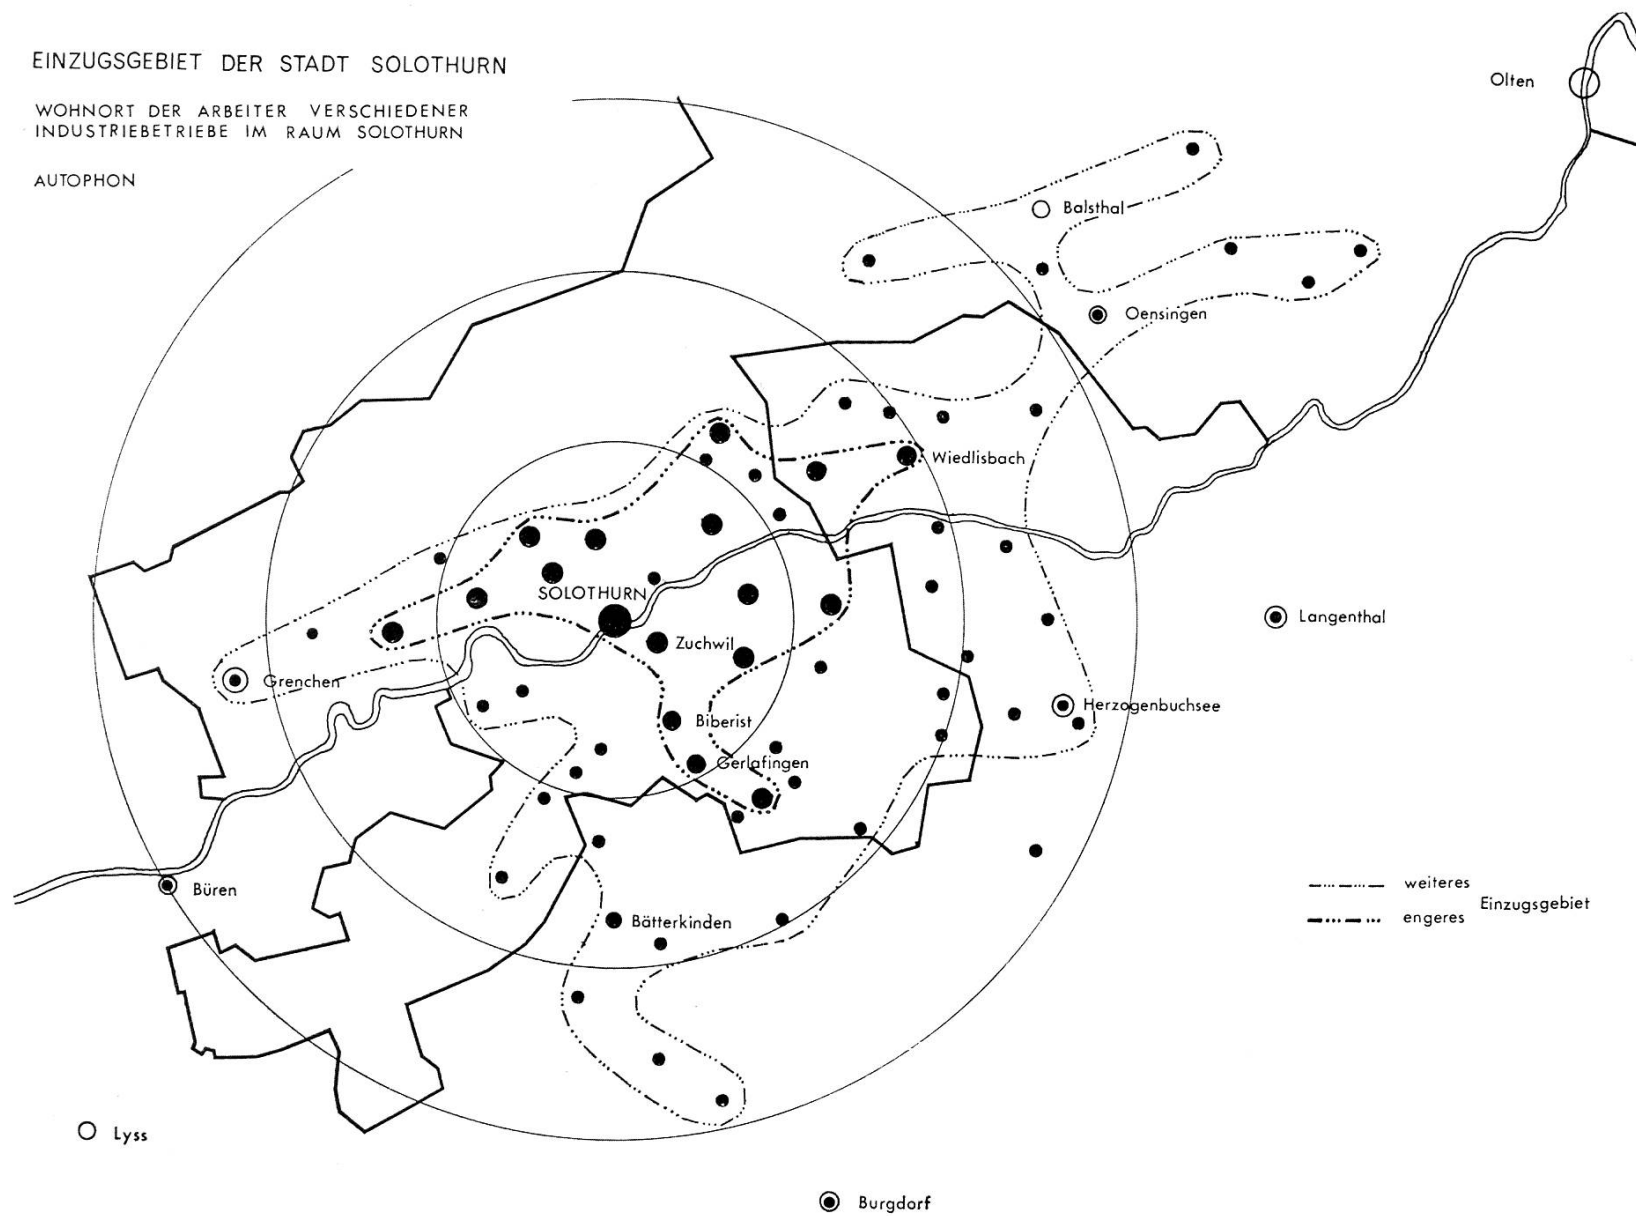 EINZUGSGEBIET DER STADT SOLOTHURN
WOHNORT DER ARBEITER VERSCHIEDENER
INDUSTRIEBETRIEBE IM RAUM SOLOTHURN
AUTOPHON
Olten
Balsthal
Oensingen
Wiedlisbach
SOLOTHURN
Zuchwil
Langenthal
Grenchen
Herzogenbuchsee
Biberist
Gerlafingen
Büren
Bätterkinden
weiteres
Einzugsgebiet
engeres
Lyss
Burgdorf